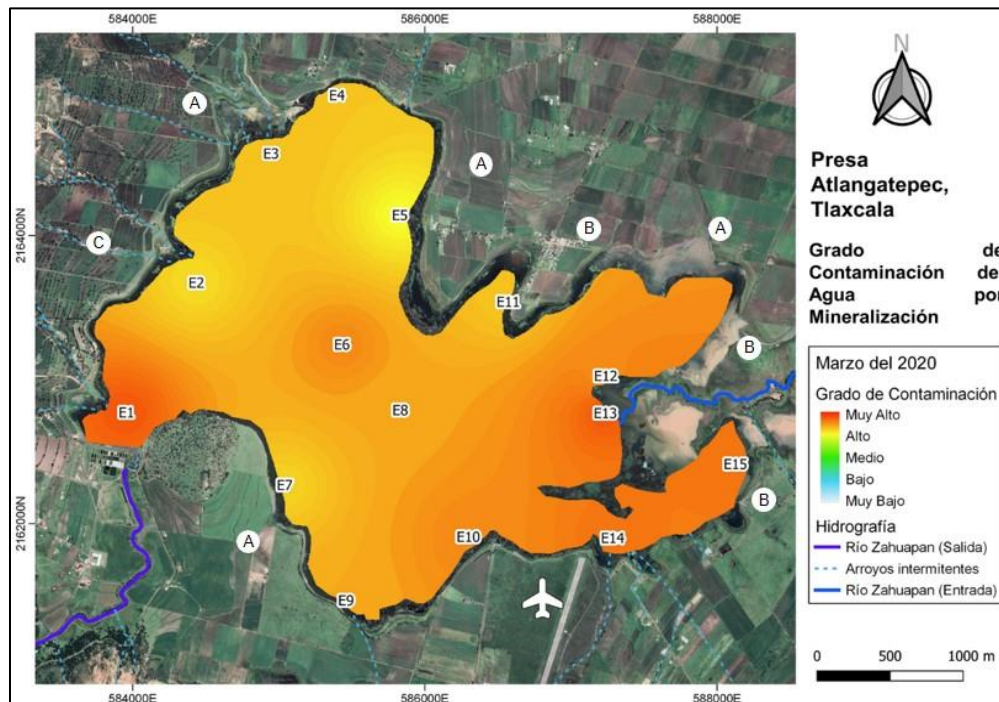 584000E
586000E
588000E
N
A
E4
E3
A
Presa
Atlangatepec,
Tlaxcala
E5
B
A
C
2164000N
Grado de
Contaminación de
Agua por
Mineralización
E2
E11
E6
B
Marzo del 2020
Grado de Contaminación
Muy Alto
Alto
Medio
Bajo
Muy Bajo
E12
E1
E8
E13
E15
E7
B
2162000N
A
E10
E14
Hidrografía
Río Zahuapan (Salida)
Arroyos intermitentes
Río Zahuapan (Entrada)
E9
0 500 1000 m
584000E
586000E
588000E